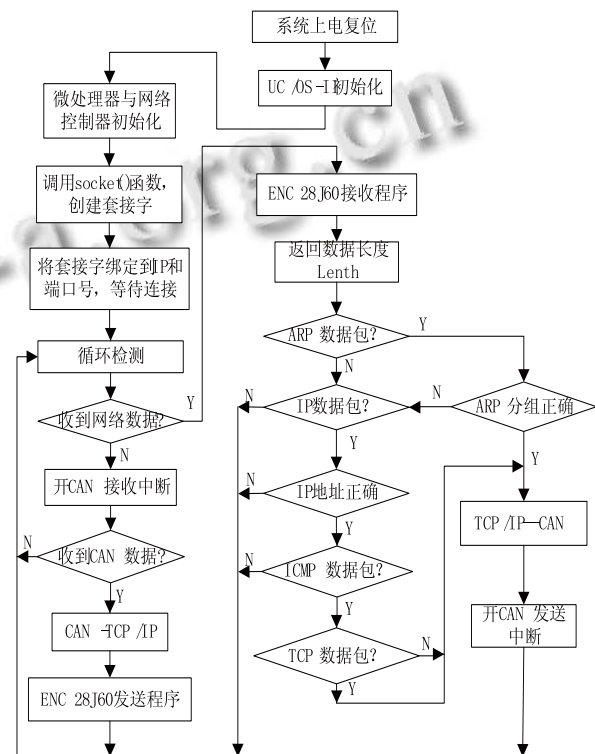 系统上电复位
UC /OS-II初始化
微处理器与网络
控制器初始化
调用socket()函数,
创建套接字
将套接字绑定到IP和
端口号, 等待连接
循环检测
收到网络数据?
Y
N
开CAN 接收中断
收到CAN 数据?
N
Y
CAN -TCP /IP
ENC 28J60发送程序
ENC 28J60接收程序
返回数据长度
Lenth
ARP 数据包?
Y
N
IP数据包?
N
Y
ARP 分组正确
N
Y
IP地址正确
N
Y
ICMP 数据包?
N
Y
TCP 数据包?
N
Y
TCP /IP—CAN
开CAN 发送
中断
a.org.cn